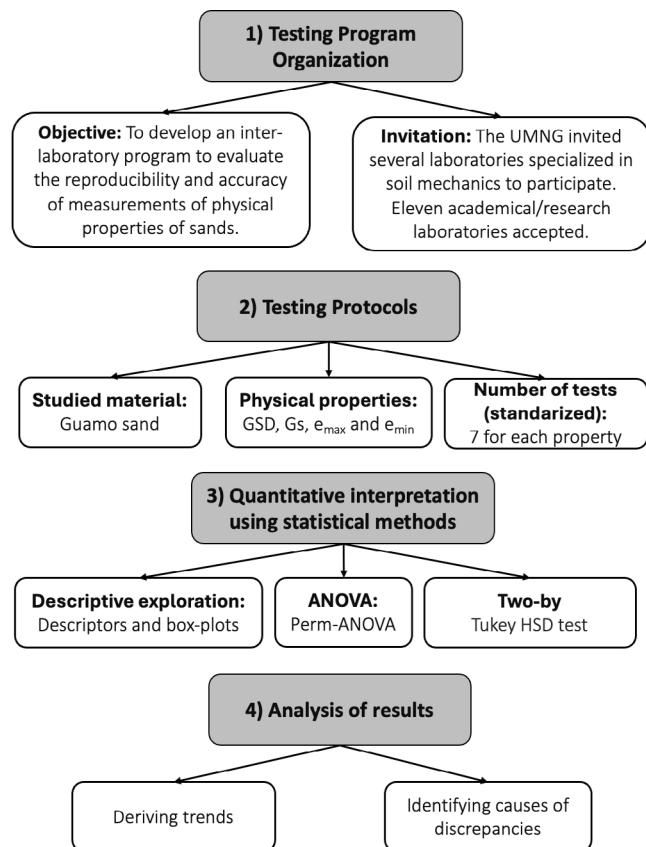 1) Testing Program
Organization
Objective: To develop an inter-
laboratory program to evaluate
the reproducibility and accuracy
of measurements of physical
properties of sands.
Invitation: The UMNG invited
several laboratories specialized in
soil mechanics to participate.
Eleven academical/research
laboratories accepted.
2) Testing Protocols
Studied material:
Guamo sand
Physical properties:
GSD, Gs, emax and emin
Number of tests
(standarized):
7 for each property
3) Quantitative interpretation
using statistical methods
Descriptive exploration:
Descriptors and box-plots
ANOVA:
Perm-ANOVA
Two-by
Tukey HSD test
4) Analysis of results
Deriving trends
Identifying causes of
discrepancies